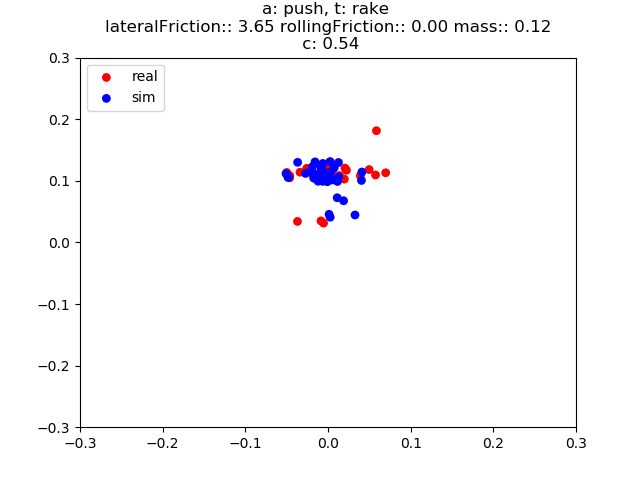 a: push, t: rake
lateralFriction:: 3.65 rollingFriction:: 0.00 mass:: 0.12
c: 0.54
real
sim
0.3
0.2
0.1
0.0
−0.1
−0.2
−0.3
−0.3 −0.2 −0.1 0.0 0.1 0.2 0.3